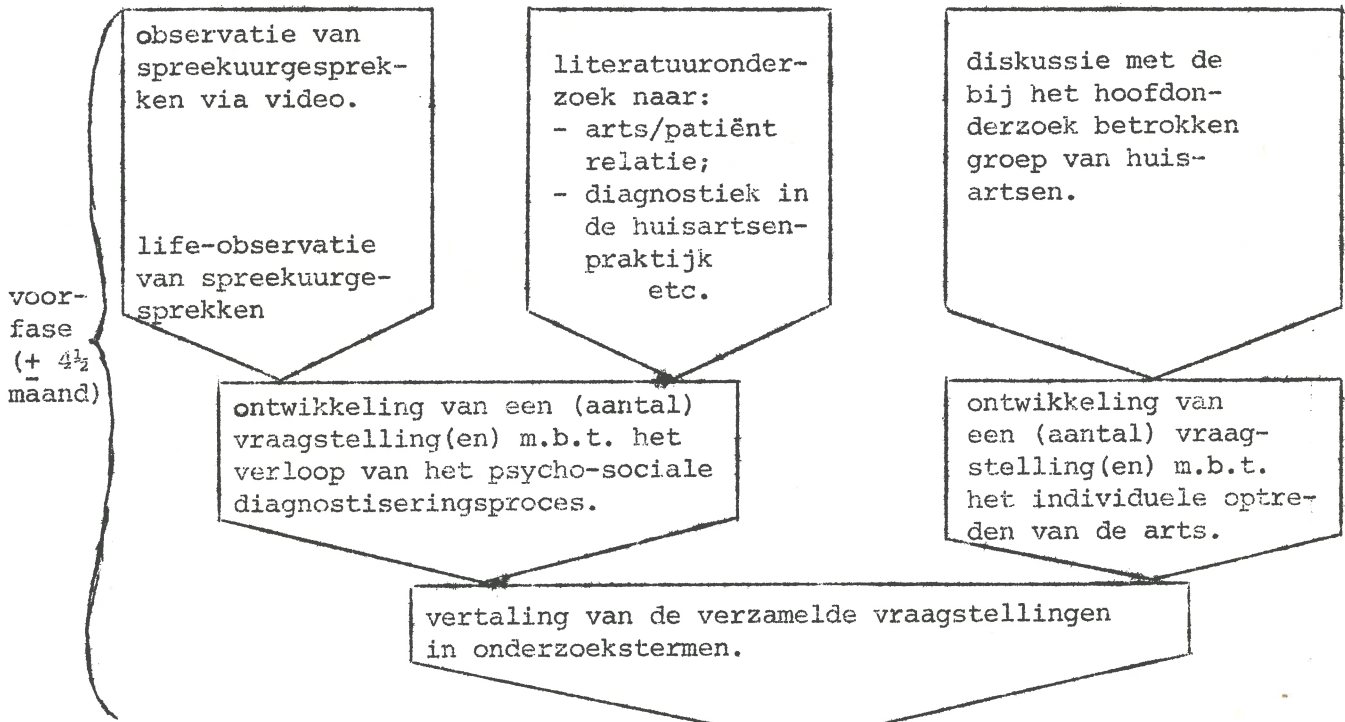 observatie van
spreekuurgesprek-
ken via video.
life-observatie
van spreekuurge-
sprekken
literatuuronder-
zoek naar:
- arts/patiënt
relatie;
- diagnostiek in
de huisartsen-
praktijk
etc.
diskussie met de
bij het hoofdon-
derzoek betrokken
groep van huis-
artsen.
voor-
fase
(± 4½
maand)
ontwikkeling van een (aantal)
vraagstelling(en) m.b.t. het
verloop van het psycho-sociale
diagnostiseringsproces.
ontwikkeling van
een (aantal) vraag-
stelling(en) m.b.t.
het individuele optre-
den van de arts.
vertaling van de verzamelde vraagstellingen
in onderzoekstermen.